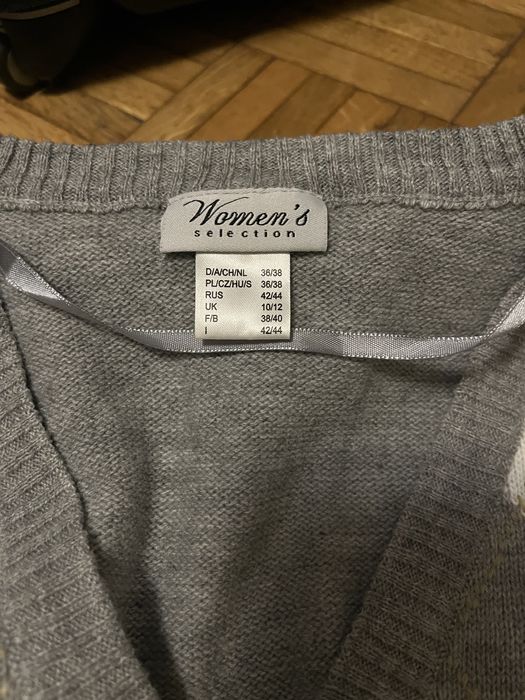 Women's
selection
D/A/CH/NL 36/38
PL/CZ/HU/S 36/38
RUS 42/44
UK 10/12
F/B 38/40
I 42/44